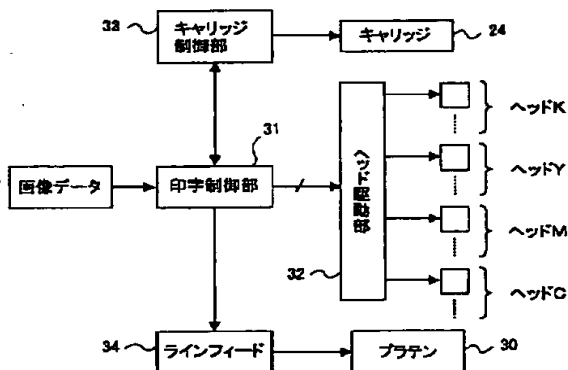 33
キャリッジ
制御部
キャリッジ
24
ヘッドK
31
画像データ
印字制御部
ヘッド駆動部
ヘッドY
ヘッドM
32
ヘッドC
34
ラインフィード
プラテン
30